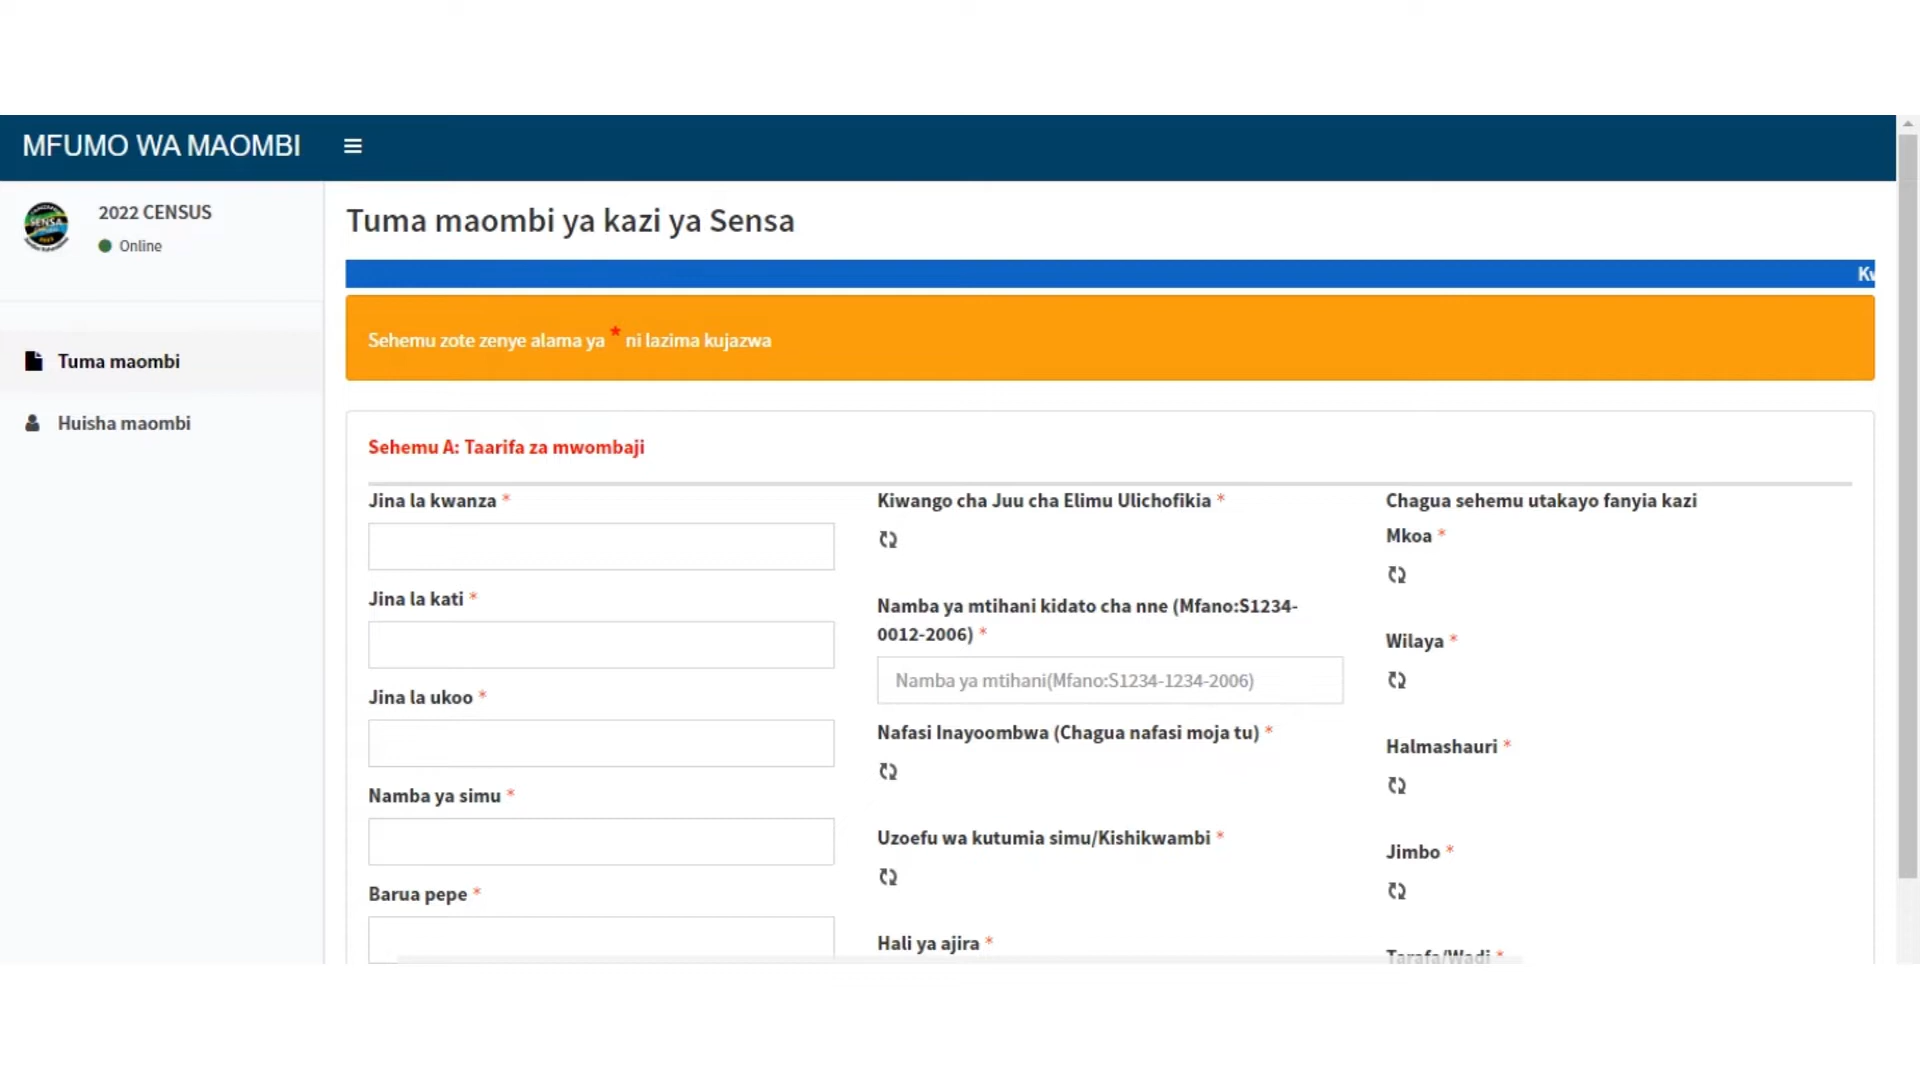 MFUMO WA MAOMBI
2022 CENSUS
Online
Tuma maombi
Huisha maombi
Tuma maombi ya kazi ya Sensa
Sehemu zote zenye alama ya * ni lazima kujazwa
Sehemu A: Taarifa za mwombaji
Jina la kwanza *
Jina la kati *
Jina la ukoo *
Namba ya simu *
Barua pepe *
Kiwango cha Juu cha Elimu Ulichofikia *
Namba ya mtihani kidato cha nne (Mfano:S1234-
0012-2006) *
Namba ya mtihani(Mfano:S1234-1234-2006)
Nafasi Inayoombwa (Chagua nafasi moja tu) *
Uzoefu wa kutumia simu/Kishikwambi *
Hali ya ajira *
Chagua sehemu utakayo fanyia kazi
Mkoa *
Wilaya *
Halmashauri *
Jimbo *
Tarafa/Wadi *